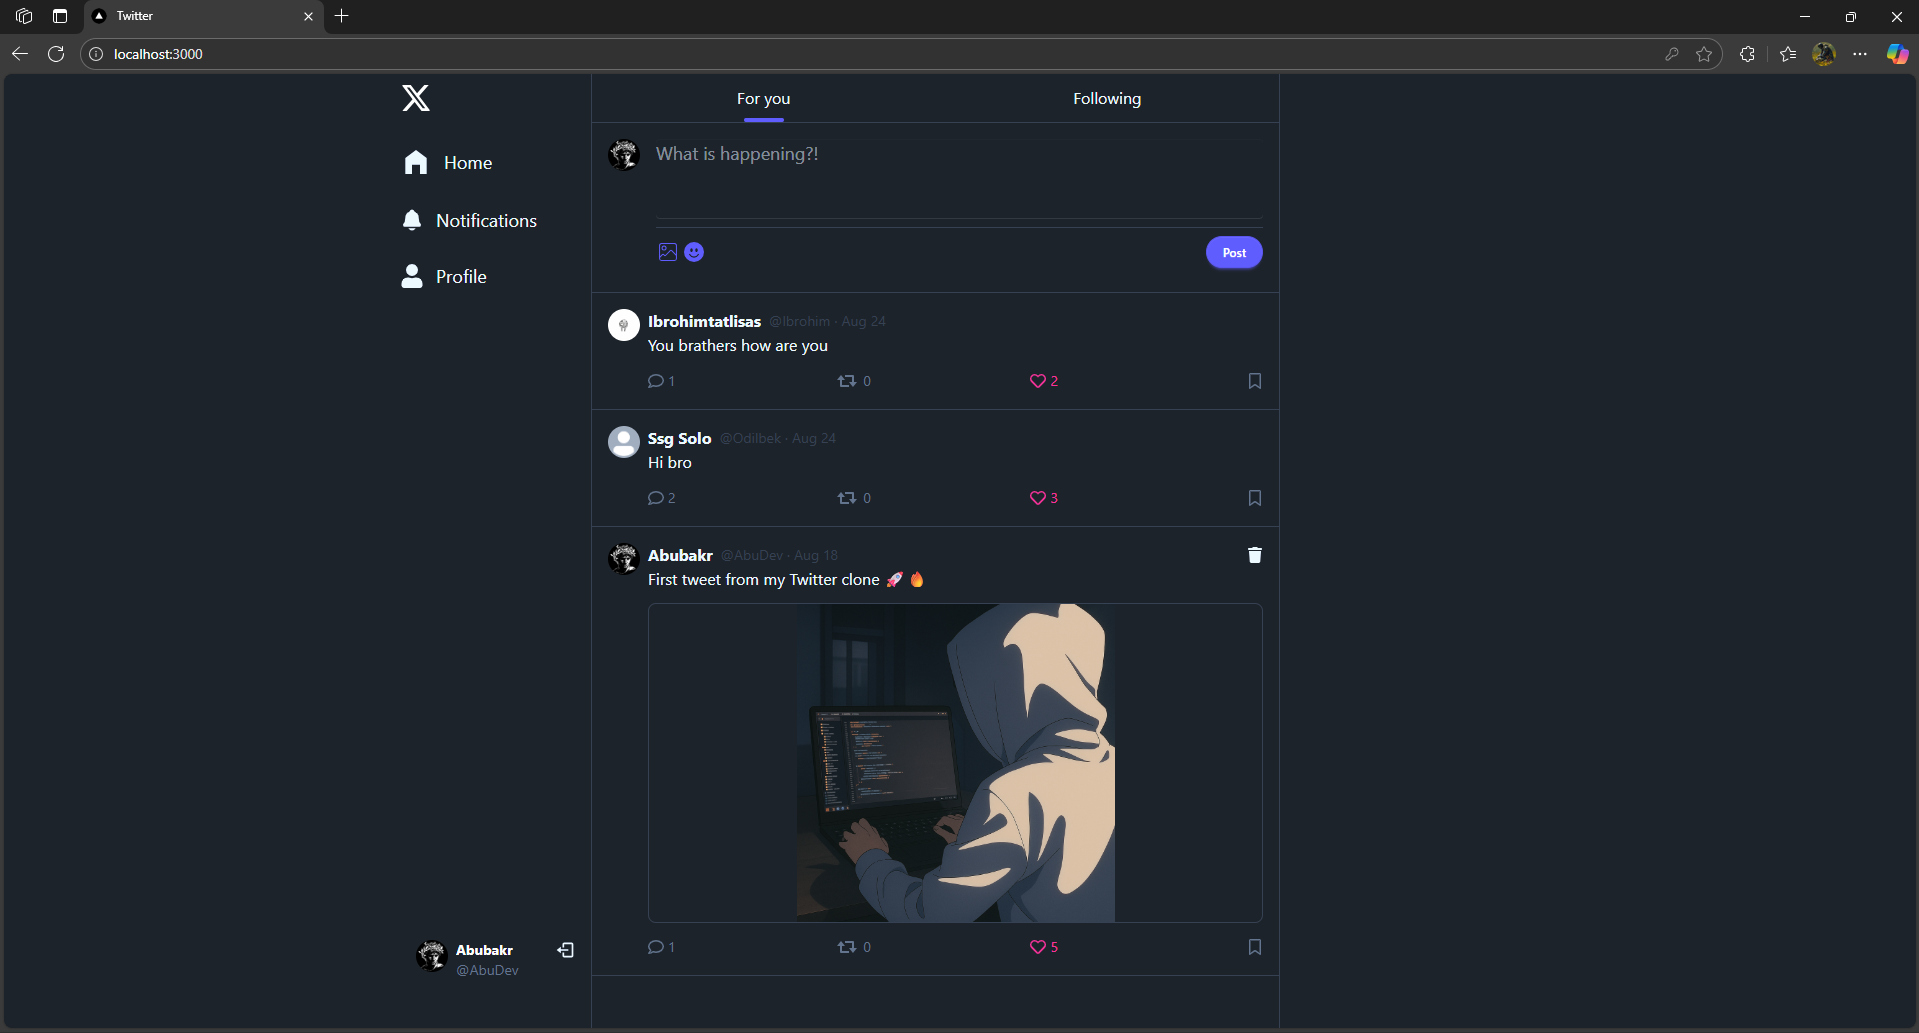 Twitter
localhost:3000
X
Home
Notifications
Profile
Abubakr
@AbuDev
For you
Following
What is happening?!
Post
Ibrohimtatlisas @Ibrohim · Aug 24
You brathers how are you
1 0 2
Ssg Solo @Odilbek · Aug 24
Hi bro
2 0 3
Abubakr @AbuDev · Aug 18
First tweet from my Twitter clone 🚀 🔥
1 0 5